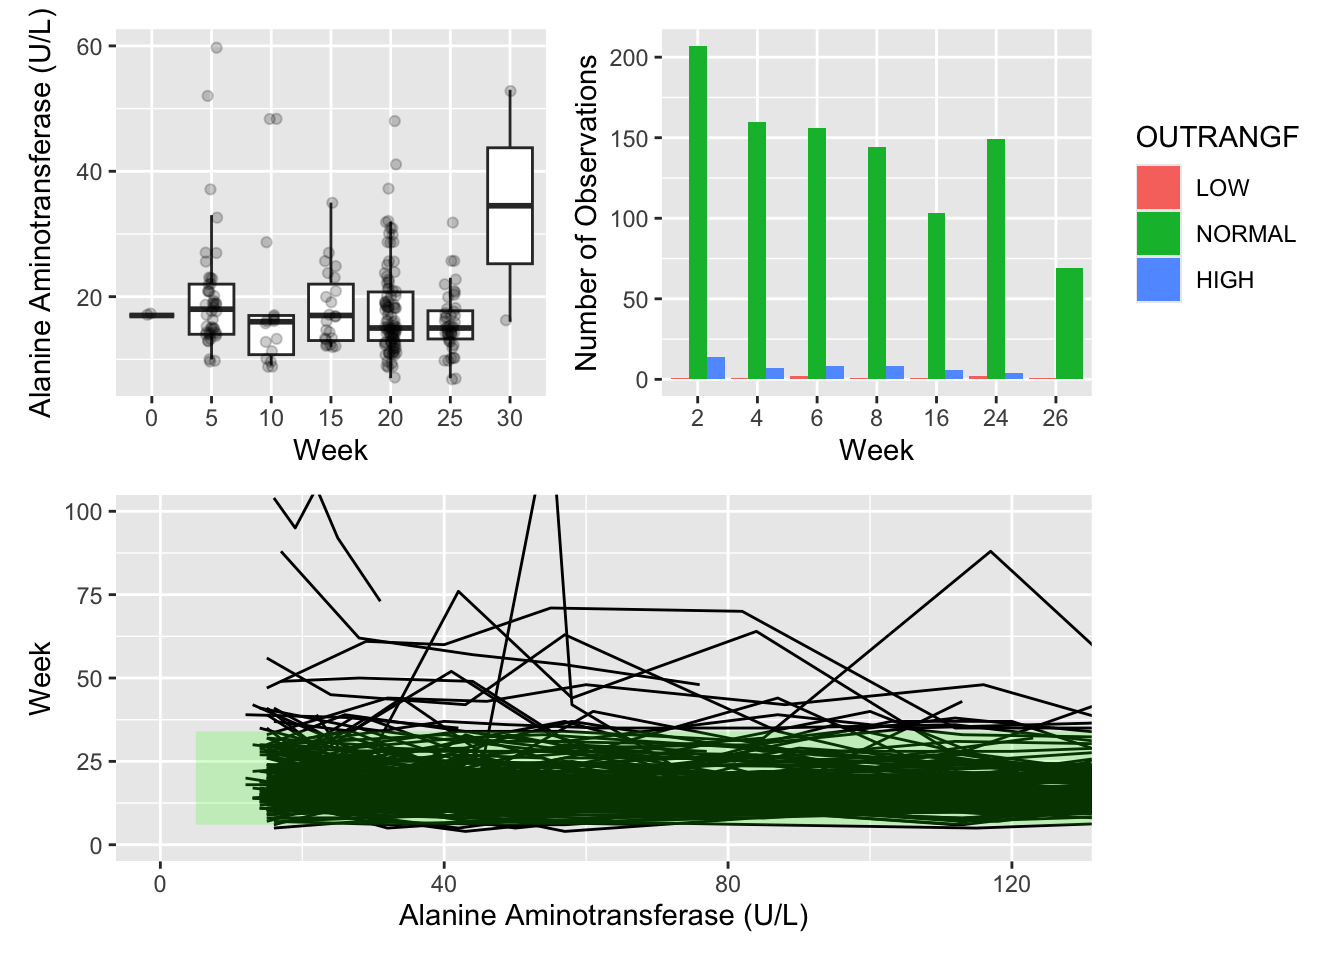 Alanine Aminotransferase (U/L)
60
40
20
0 5 10 15 20 25 30
Week
Number of Observations
200
150
100
50
0
2 4 6 8 16 24 26
Week
OUTRANGF
LOW
NORMAL
HIGH
Week
100
75
50
25
0
0 40 80 120
Alanine Aminotransferase (U/L)